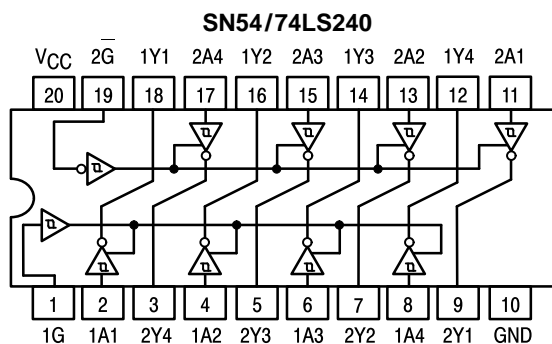 SN54/74LS240
VCC 2G̅ 1Y1 2A4 1Y2 2A3 1Y3 2A2 1Y4 2A1
20 19 18 17 16 15 14 13 12 11
1 2 3 4 5 6 7 8 9 10
1G 1A1 2Y4 1A2 2Y3 1A3 2Y2 1A4 2Y1 GND